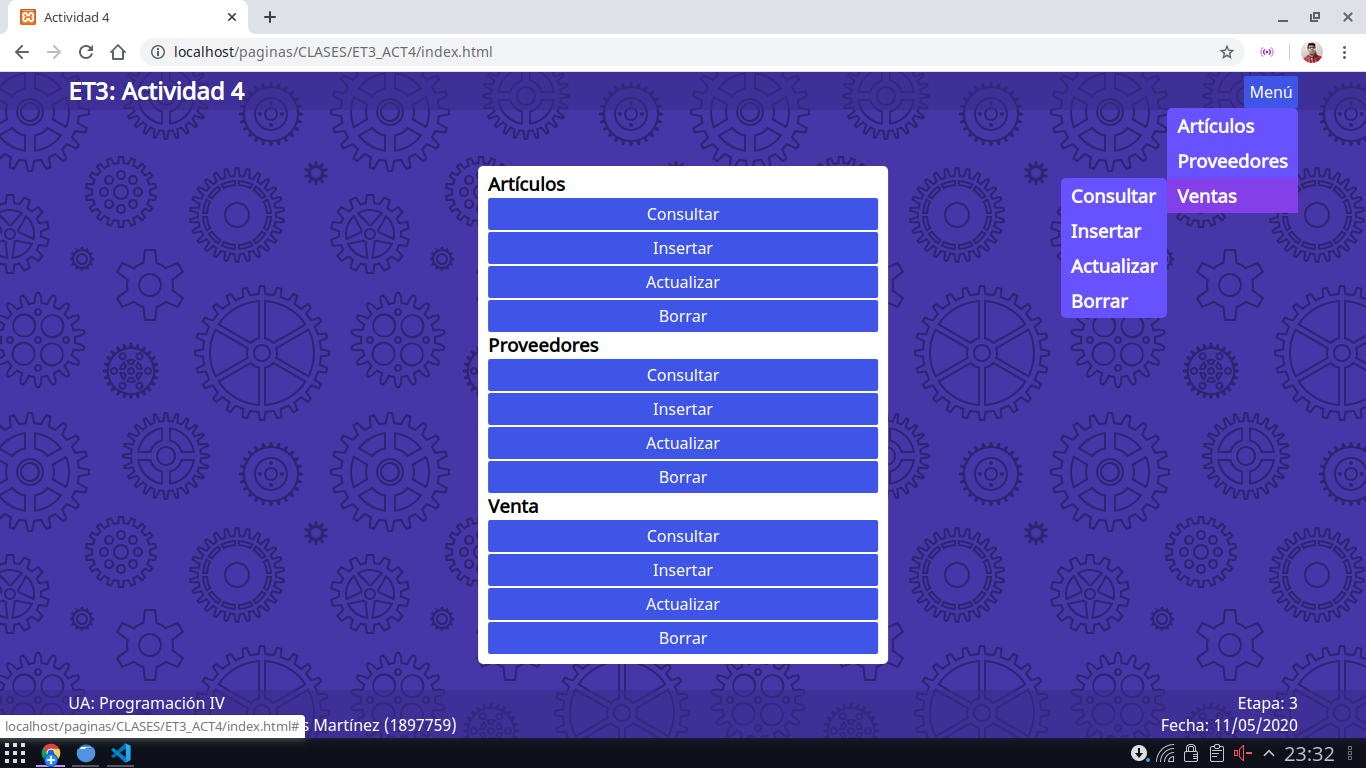 Actividad 4
localhost/paginas/CLASES/ET3_ACT4/index.html
ET3: Actividad 4
Menú
Artículos
Proveedores
Ventas
Consultar
Insertar
Actualizar
Borrar
Artículos
Consultar
Insertar
Actualizar
Borrar
Proveedores
Consultar
Insertar
Actualizar
Borrar
Venta
Consultar
Insertar
Actualizar
Borrar
UA: Programación IV
Etapa: 3
localhost/paginas/CLASES/ET3_ACT4/index.html#
Martínez (1897759)
Fecha: 11/05/2020
23:32